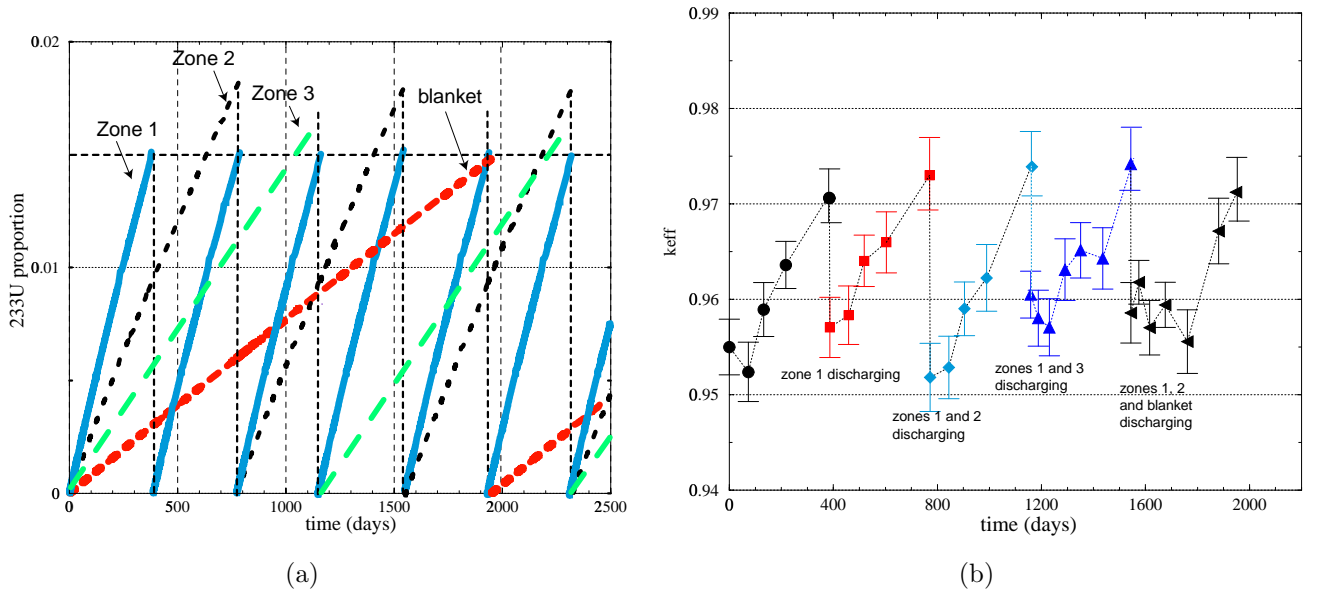 0.02
0.01
0
233U proportion
Zone 1
Zone 2
Zone 3
blanket
0
500
1000
1500
2000
2500
time (days)
(a)
0.99
0.98
0.97
0.96
0.95
0.94
keff
zone 1 discharging
zones 1 and 2
discharging
zones 1 and 3
discharging
zones 1, 2
and blanket
discharging
0
400
800
1200
1600
2000
time (days)
(b)